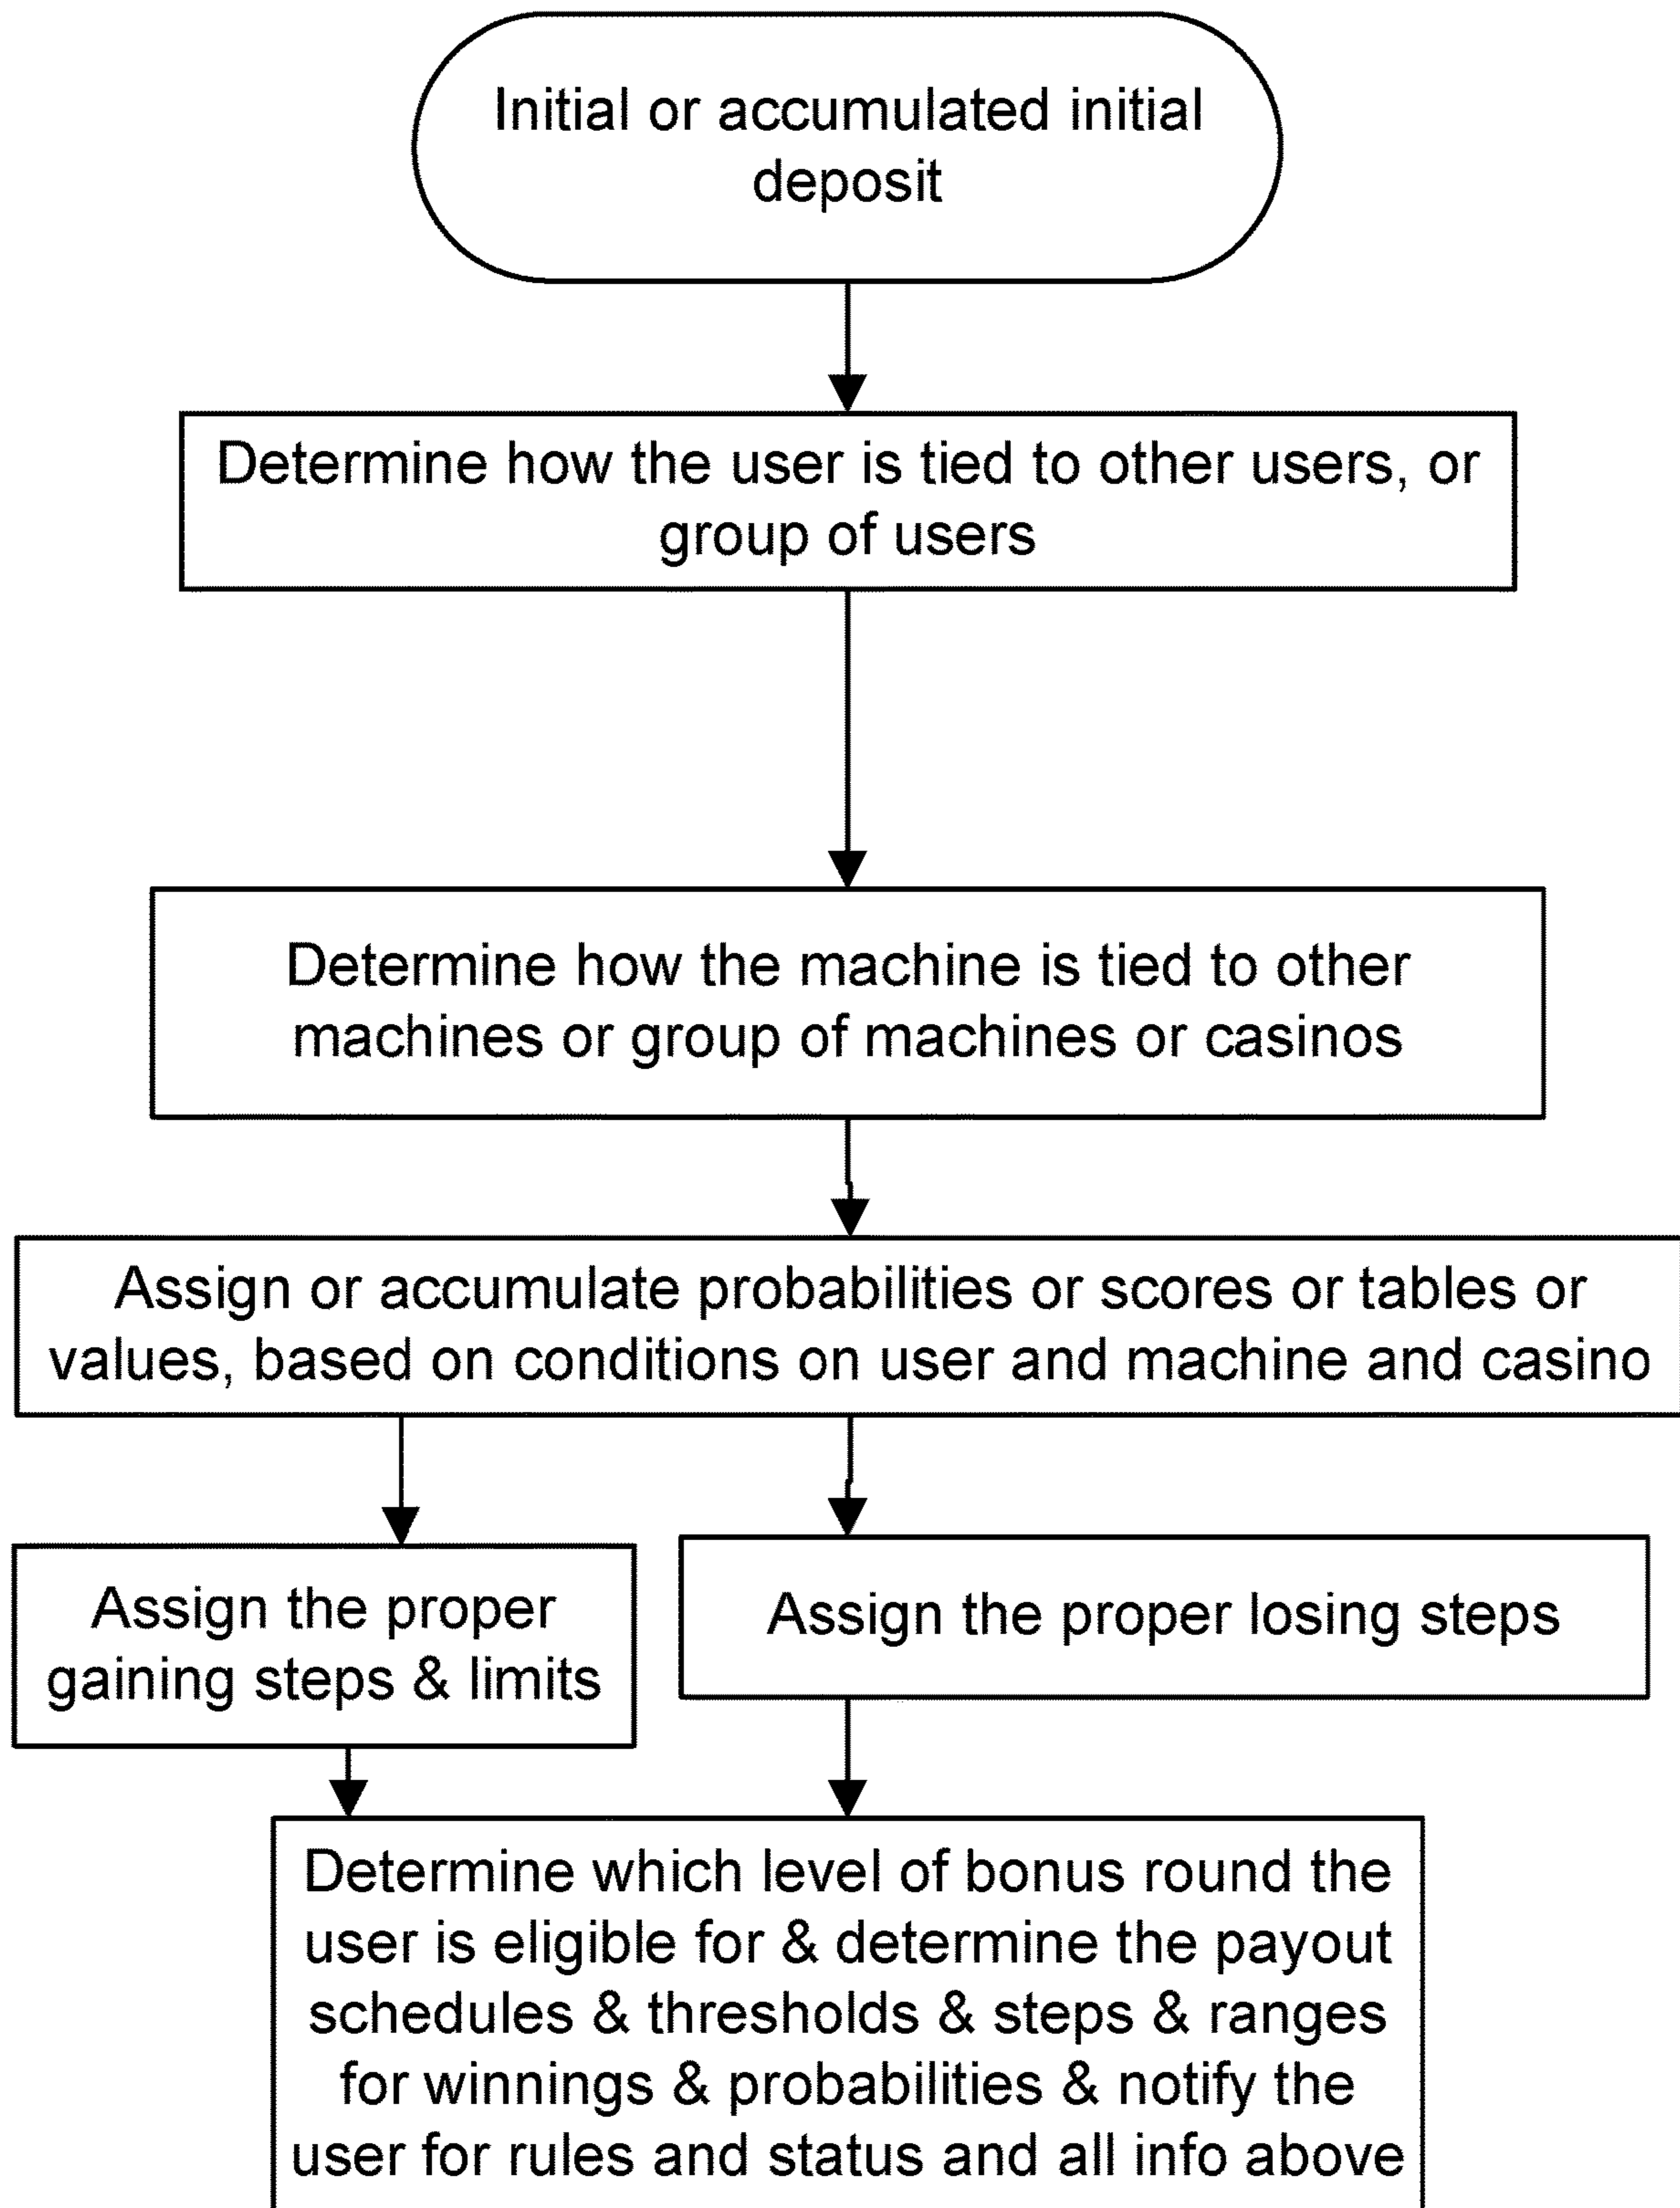 Initial or accumulated initial
deposit
Determine how the user is tied to other users, or
group of users
Determine how the machine is tied to other
machines or group of machines or casinos
Assign or accumulate probabilities or scores or tables or
values, based on conditions on user and machine and casino
Assign the proper
gaining steps & limits
Assign the proper losing steps
Determine which level of bonus round the
user is eligible for & determine the payout
schedules & thresholds & steps & ranges
for winnings & probabilities & notify the
user for rules and status and all info above